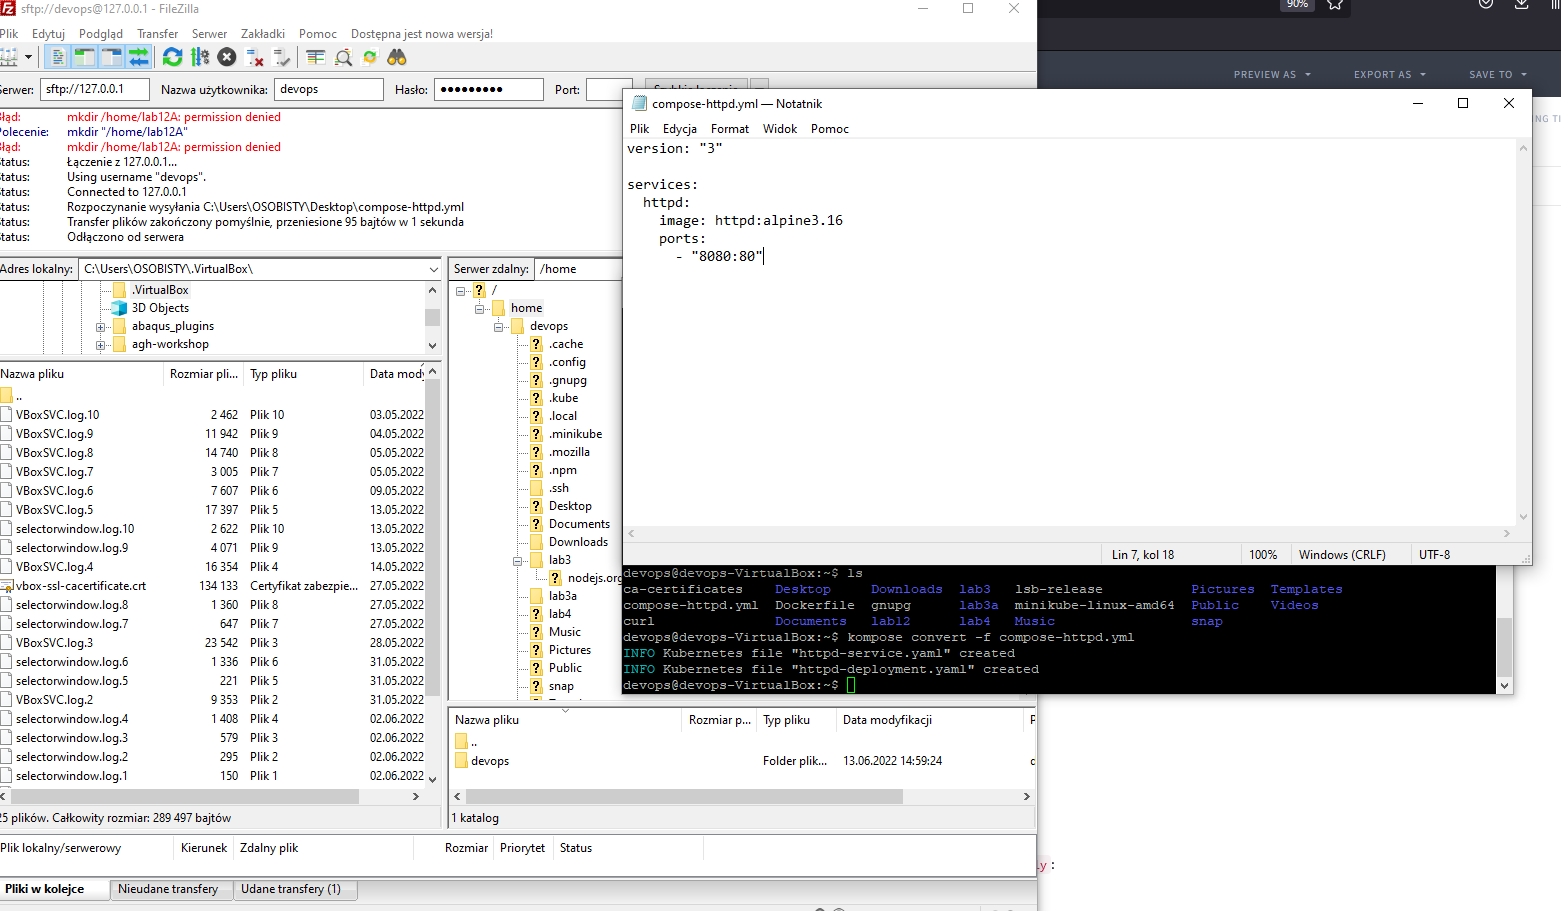 sftp://devops@127.0.0.1 - FileZilla
Plik Edytuj Podgląd Transfer Serwer Zakładki Pomoc Dostępna jest nowa wersja!
Serwer: sftp://127.0.0.1 Nazwa użytkownika: devops Hasło: ●●●●●●●●● Port:
Błąd: mkdir /home/lab12A: permission denied
Polecenie: mkdir "/home/lab12A"
Błąd: mkdir /home/lab12A: permission denied
Status: Łączenie z 127.0.0.1...
Status: Using username "devops".
Status: Connected to 127.0.0.1
Status: Rozpoczynanie wysyłania C:\Users\OSOBISTY\Desktop\compose-httpd.yml
Status: Transfer plików zakończony pomyślnie, przeniesione 95 bajtów w 1 sekunda
Status: Odłączono od serwera
Adres lokalny: C:\Users\OSOBISTY\.VirtualBox\
.VirtualBox
3D Objects
abaqus_plugins
agh-workshop
Nazwa pliku Rozmiar pli... Typ pliku Data mody
..
VBoxSVC.log.10 2 462 Plik 10 03.05.2022
VBoxSVC.log.9 11 942 Plik 9 04.05.2022
VBoxSVC.log.8 14 740 Plik 8 05.05.2022
VBoxSVC.log.7 3 005 Plik 7 05.05.2022
VBoxSVC.log.6 7 607 Plik 6 09.05.2022
VBoxSVC.log.5 17 397 Plik 5 13.05.2022
selectorwindow.log.10 2 622 Plik 10 13.05.2022
selectorwindow.log.9 4 071 Plik 9 13.05.2022
VBoxSVC.log.4 16 354 Plik 4 14.05.2022
vbox-ssl-cacertificate.crt 134 133 Certyfikat zabezpie... 27.05.2022
selectorwindow.log.8 1 360 Plik 8 27.05.2022
selectorwindow.log.7 647 Plik 7 27.05.2022
VBoxSVC.log.3 23 542 Plik 3 28.05.2022
selectorwindow.log.6 1 336 Plik 6 31.05.2022
selectorwindow.log.5 221 Plik 5 31.05.2022
VBoxSVC.log.2 9 353 Plik 2 31.05.2022
selectorwindow.log.4 1 408 Plik 4 02.06.2022
selectorwindow.log.3 579 Plik 3 02.06.2022
selectorwindow.log.2 295 Plik 2 02.06.2022
selectorwindow.log.1 150 Plik 1 02.06.2022
25 plików. Całkowity rozmiar: 289 497 bajtów
Serwer zdalny: /home
/
home
devops
.cache
.config
.gnupg
.kube
.local
.minikube
.mozilla
.npm
.ssh
Desktop
Documents
Downloads
lab3
nodejs.org
lab3a
lab4
Music
Pictures
Public
snap
Nazwa pliku Rozmiar p... Typ pliku Data modyfikacji P
..
devops Folder plik... 13.06.2022 14:59:24 d
1 katalog
Plik lokalny/serwerowy Kierunek Zdalny plik Rozmiar Priorytet Status
Pliki w kolejce Nieudane transfery Udane transfery (1)
90%
PREVIEW AS EXPORT AS SAVE TO
NG TI
compose-httpd.yml — Notatnik
Plik Edycja Format Widok Pomoc
version: "3"
services:
httpd:
image: httpd:alpine3.16
ports:
- "8080:80"
Lin 7, kol 18 100% Windows (CRLF) UTF-8
devops@devops-VirtualBox:~$ ls
ca-certificates Desktop Downloads lab3 lsb-release Pictures Templates
compose-httpd.yml Dockerfile gnupg lab3a minikube-linux-amd64 Public Videos
curl Documents lab12 lab4 Music snap
devops@devops-VirtualBox:~$ kompose convert -f compose-httpd.yml
INFO Kubernetes file "httpd-service.yaml" created
INFO Kubernetes file "httpd-deployment.yaml" created
devops@devops-VirtualBox:~$
ly: